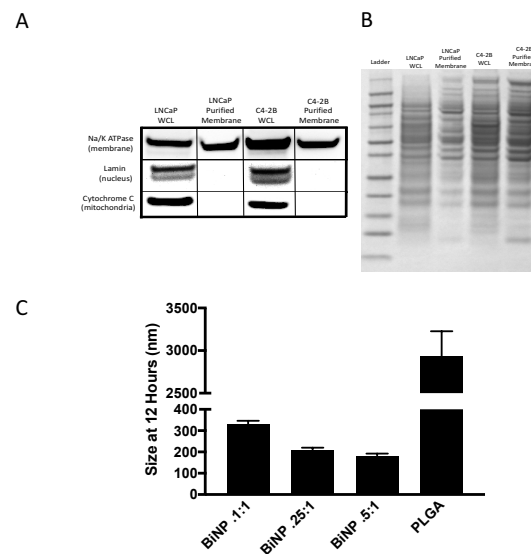 A
B
LNCaP
WCL
LNCaP
Purified
Membrane
C4-2B
WCL
C4-2B
Purified
Membrane
Na/K ATPase
(membrane)
Lamin
(nucleus)
Cytochrome C
(mitochondria)
Ladder
LNCaP
WCL
LNCaP
Purified
Membrane
C4-2B
WCL
C4-2B
Purified
Membrane
C
Size at 12 Hours (nm)
3500
3000
2500
400
300
200
100
0
BiNP .1:1
BiNP .25:1
BiNP .5:1
PLGA